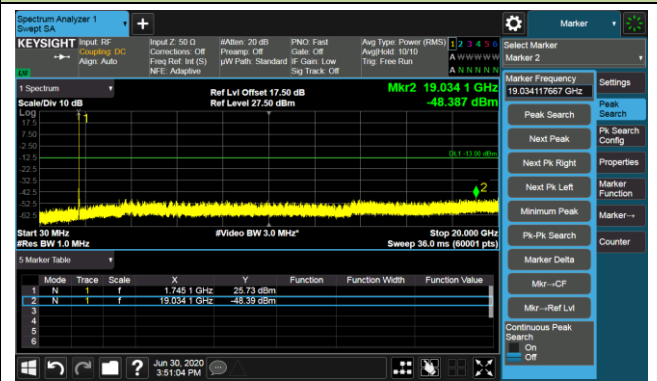 Spectrum Analyzer 1
Swept SA
Marker
KEYSIGHT
Input: RF
Coupling: DC
Align: Auto
Input Z: 50 Ω
Corrections: Off
Freq Ref: Int (S)
NFE: Adaptive
#Atten: 20 dB
Preamp: Off
µW Path: Standard
PNO: Fast
Gate: Off
IF Gain: Low
Sig Track: Off
Avg Type: Power (RMS)
Avg|Hold: 10/10
Trig: Free Run
1 2 3 4 5 6
A W W W W W
A N N N N N
LXI
Select Marker
Marker 2
1 Spectrum
Scale/Div 10 dB
Log
Ref Lvl Offset 17.50 dB
Ref Level 27.50 dBm
Mkr2 19.034 1 GHz
-48.387 dBm
17.5
7.50
-2.50
-12.5
-22.5
-32.5
-42.5
-52.5
-62.5
1
DL1 -13.00 dBm
2
Start 30 MHz
#Res BW 1.0 MHz
#Video BW 3.0 MHz*
Stop 20.000 GHz
Sweep 36.0 ms (60001 pts)
5 Marker Table
Mode Trace Scale X Y Function Function Width Function Value
1 N 1 f 1.745 1 GHz 25.73 dBm
2 N 1 f 19.034 1 GHz -48.39 dBm
3
4
5
6
Marker Frequency
19.034117667 GHz
Peak Search
Next Peak
Next Pk Right
Next Pk Left
Minimum Peak
Pk-Pk Search
Marker Delta
Mkr→CF
Mkr→Ref Lvl
Continuous Peak
Search
On
Off
Settings
Peak
Search
Pk Search
Config
Properties
Marker
Function
Marker→
Counter
?
Jun 30, 2020
3:51:04 PM